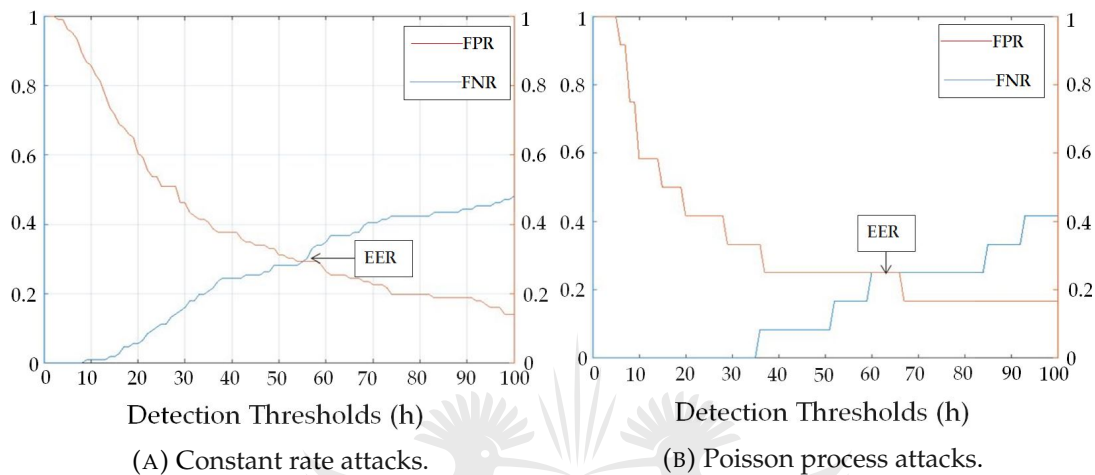 1
0.8
0.6
0.4
0.2
0
0 10 20 30 40 50 60 70 80 90 100
1
0.8
0.6
0.4
0.2
0
FPR
FNR
EER
Detection Thresholds (h)
(A) Constant rate attacks.
1
0.8
0.6
0.4
0.2
0
0 10 20 30 40 50 60 70 80 90 100
1
0.8
0.6
0.4
0.2
0
FPR
FNR
EER
Detection Thresholds (h)
(B) Poisson process attacks.